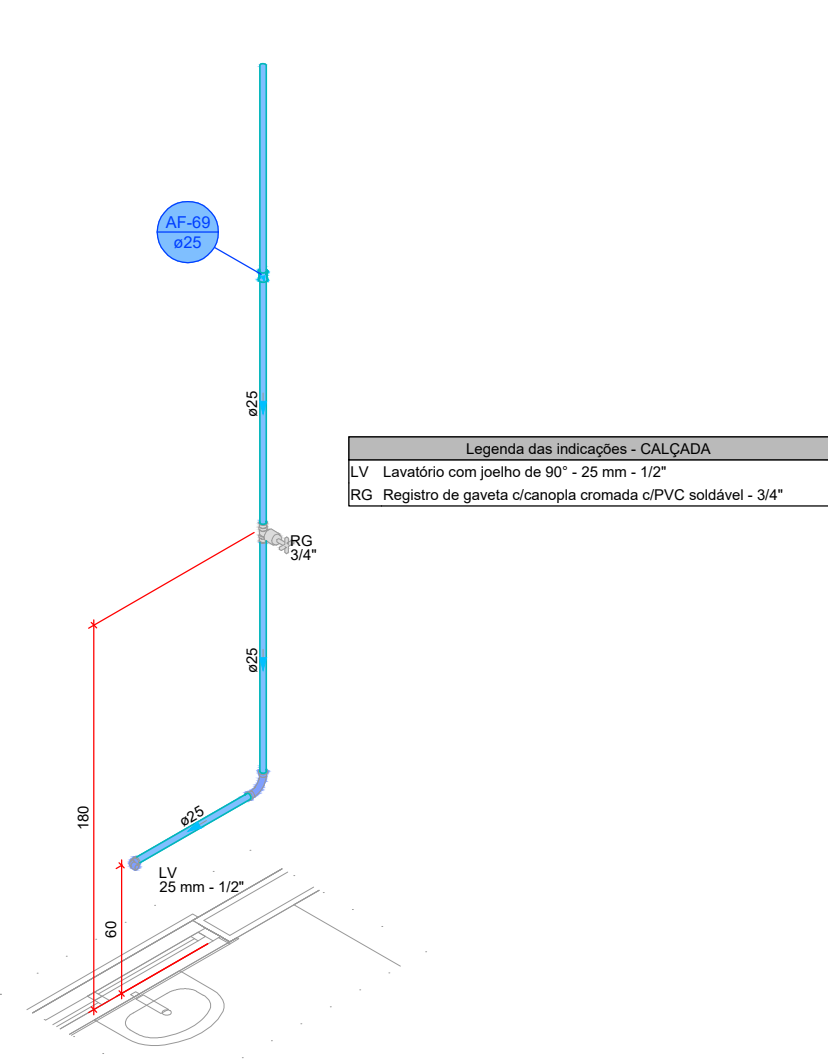 AF-69
ø25
ø25
Legenda das indicações - CALÇADA
LV Lavatório com joelho de 90° - 25 mm - 1/2"
RG Registro de gaveta c/canopla cromada c/PVC soldável - 3/4"
RG
3/4"
ø25
180
ø25
LV
25 mm - 1/2"
60